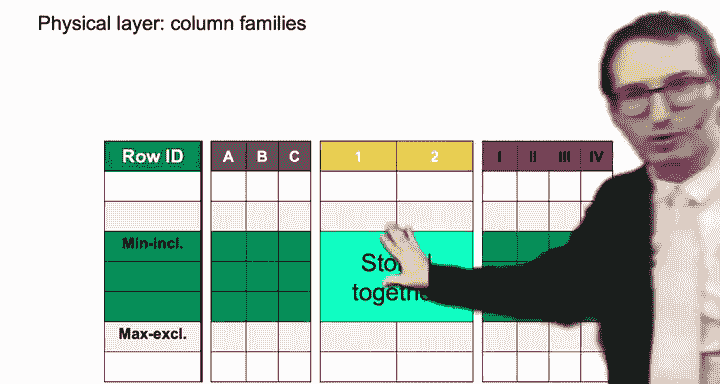 Physical layer: column families
Row ID A B C 1 2 I II III IV
Min-incl.
Max-excl.